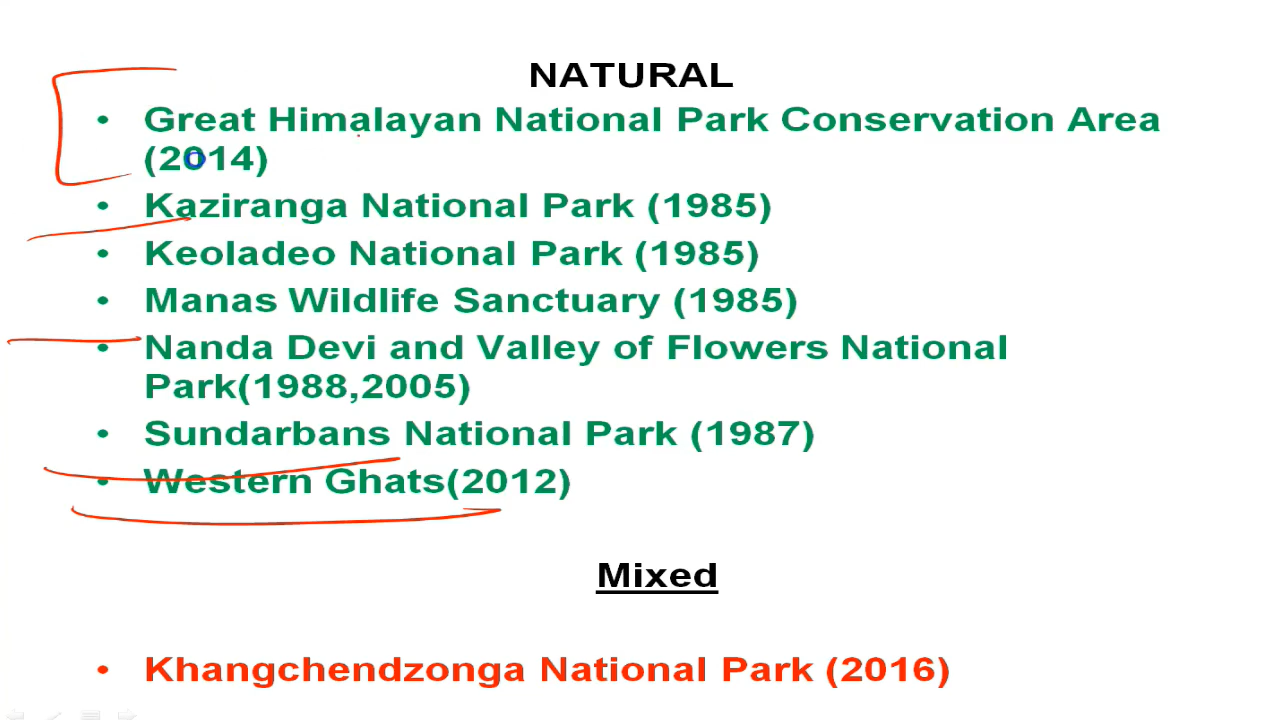 NATURAL
• Great Himalayan National Park Conservation Area
(2014)
• Kaziranga National Park (1985)
• Keoladeo National Park (1985)
• Manas Wildlife Sanctuary (1985)
• Nanda Devi and Valley of Flowers National
Park(1988,2005)
• Sundarbans National Park (1987)
• Western Ghats(2012)
Mixed
• Khangchendzonga National Park (2016)